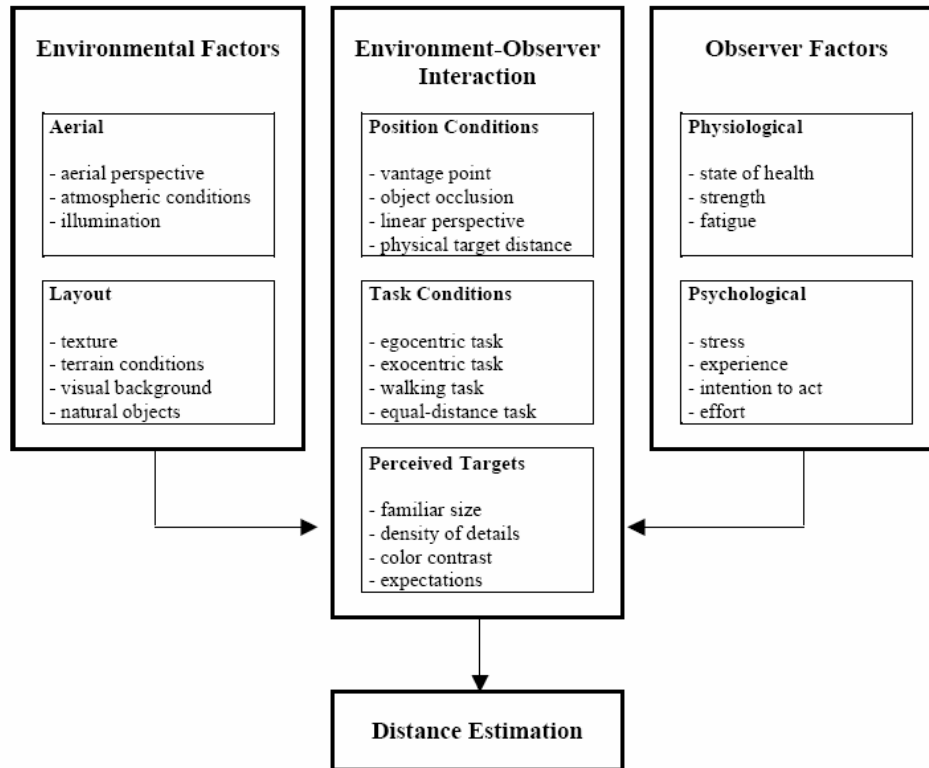 Environmental Factors
Aerial
- aerial perspective
- atmospheric conditions
- illumination
Layout
- texture
- terrain conditions
- visual background
- natural objects
Environment-Observer
Interaction
Position Conditions
- vantage point
- object occlusion
- linear perspective
- physical target distance
Task Conditions
- egocentric task
- exocentric task
- walking task
- equal-distance task
Perceived Targets
- familiar size
- density of details
- color contrast
- expectations
Observer Factors
Physiological
- state of health
- strength
- fatigue
Psychological
- stress
- experience
- intention to act
- effort
Distance Estimation